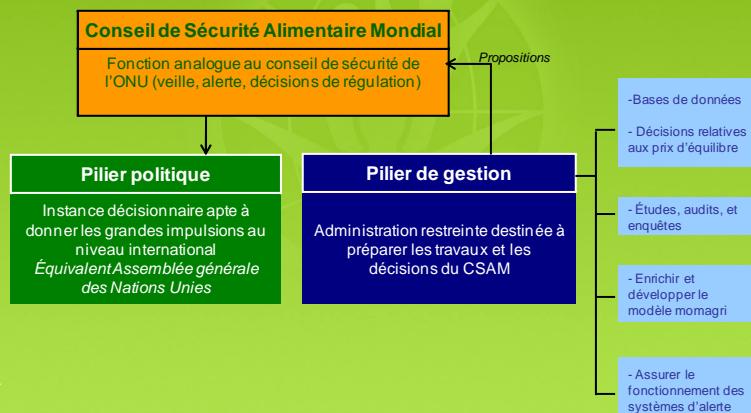 Conseil de Sécurité Alimentaire Mondial
Fonction analogue au conseil de sécurité de
l'ONU (veille, alerte, décisions de régulation)
Propositions
Pilier politique
Instance décisionnaire apte à
donner les grandes impulsions au
niveau international
Équivalent Assemblée générale
des Nations Unies
Pilier de gestion
Administration restreinte destinée à
préparer les travaux et les
décisions du CSAM
-Bases de données
- Décisions relatives
aux prix d'équilibre
- Études, audits, et
enquêtes
- Enrichir et
développer le
modèle momagri
- Assurer le
fonctionnement des
systèmes d'alerte